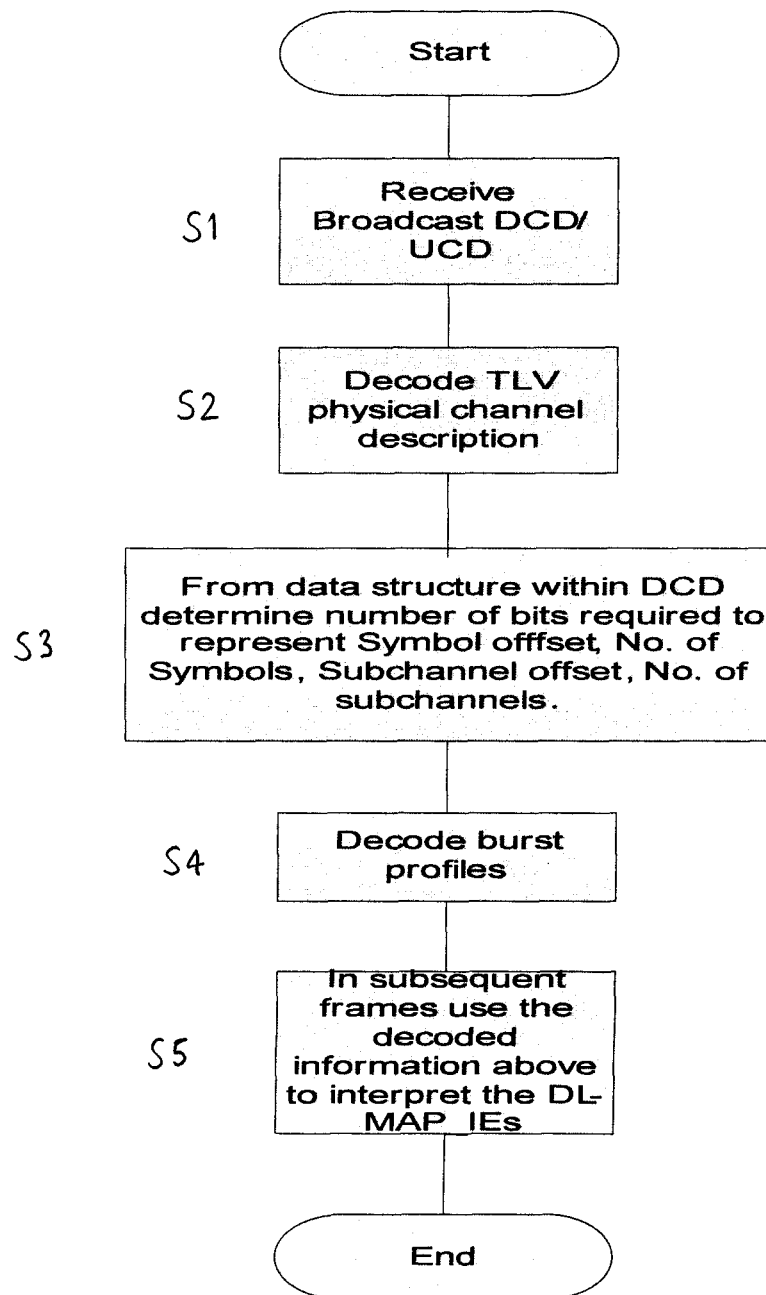 Start
S1
Receive
Broadcast DCD/
UCD
S2
Decode TLV
physical channel
description
S3
From data structure within DCD
determine number of bits required to
represent Symbol offfset, No. of
Symbols, Subchannel offset, No. of
subchannels.
S4
Decode burst
profiles
S5
In subsequent
frames use the
decoded
information above
to interpret the DL-
MAP_IEs
End